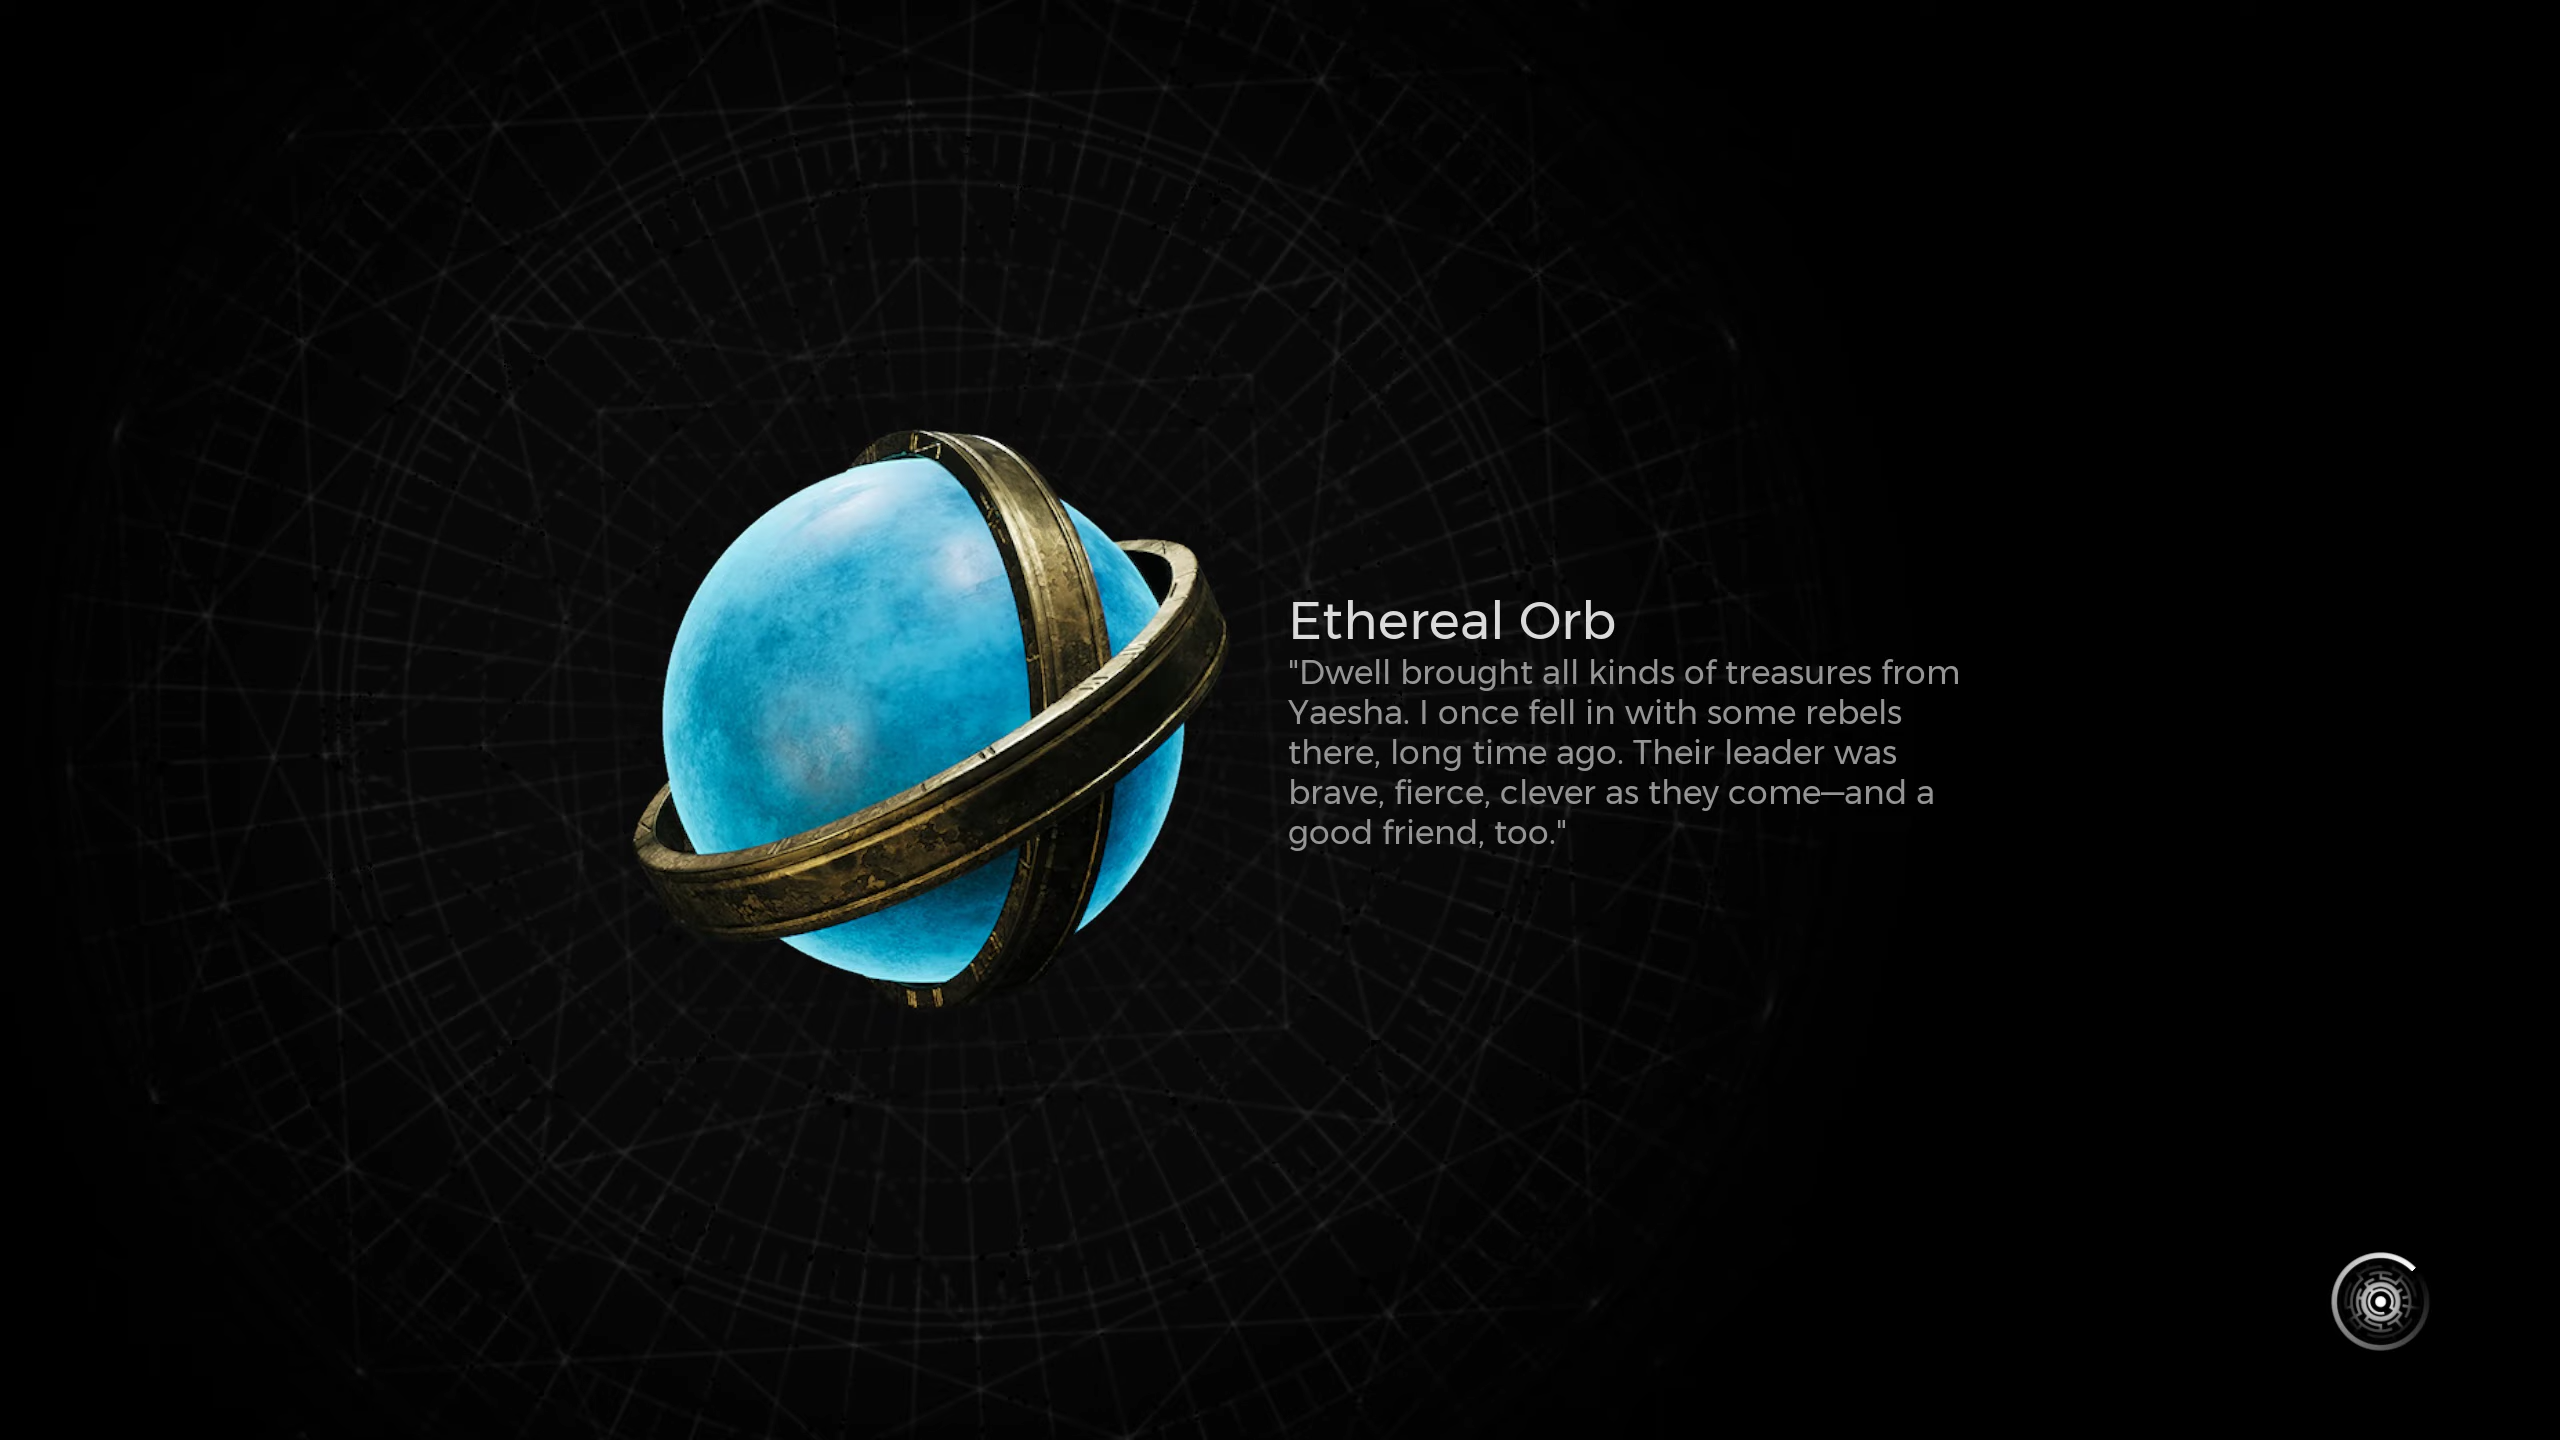 Ethereal Orb
"Dwell brought all kinds of treasures from
Yaesha. I once fell in with some rebels
there, long time ago. Their leader was
brave, fierce, clever as they come—and a
good friend, too."